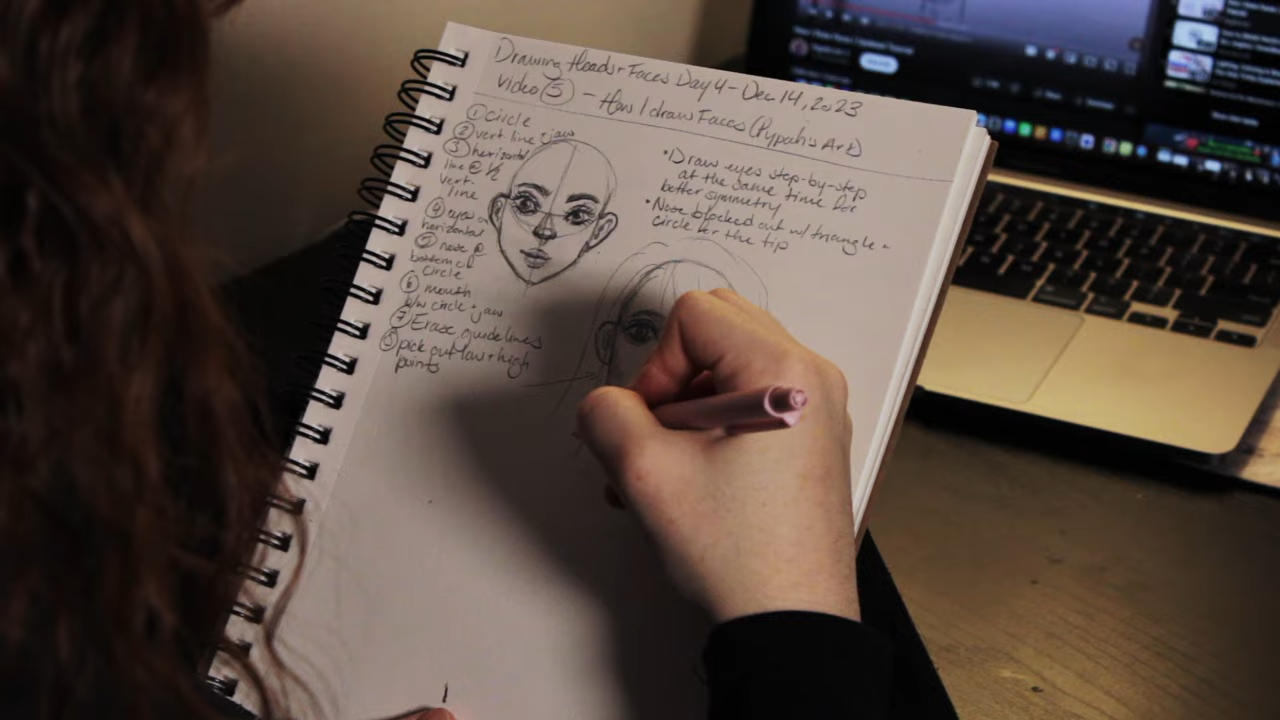 Drawing Heads + Faces Day 4 - Dec 14, 2023
Video ⑤ - How I draw Faces (Pypah's Art)
① circle
② vert. line + jaw
③ horizontal
line @ 1/2
vert.
line
④ eyes on
horizontal
⑤ nose @
bottom of
circle
⑥ mouth
b/w circle + jaw
⑦ Erase guidelines
⑧ pick out low + high
points
• Draw eyes step-by-step
at the same time for
better symmetry
• Nose blocked out w/ triangle +
circle for the tip